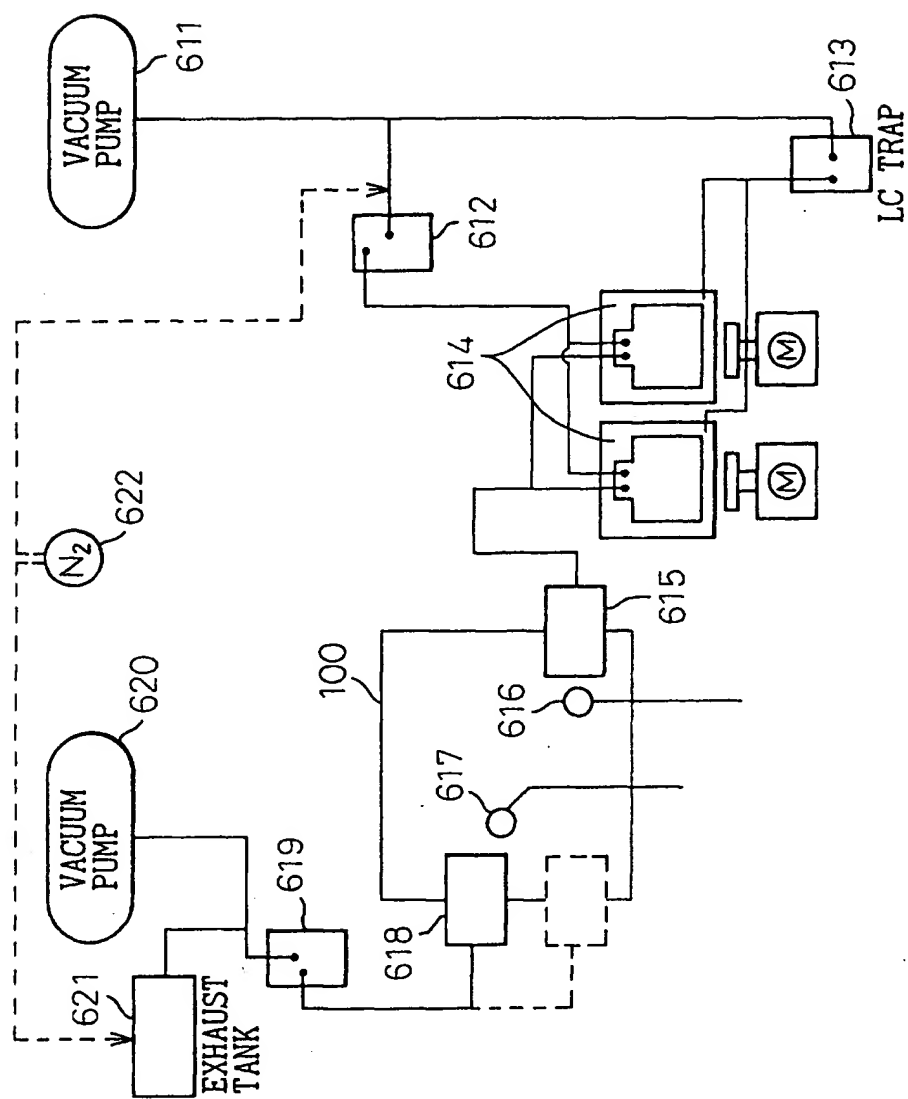 VACUUM
PUMP
611
612
613
LC TRAP
614
M
M
N2
622
615
100
616
617
618
619
VACUUM
PUMP
620
621
EXHAUST
TANK